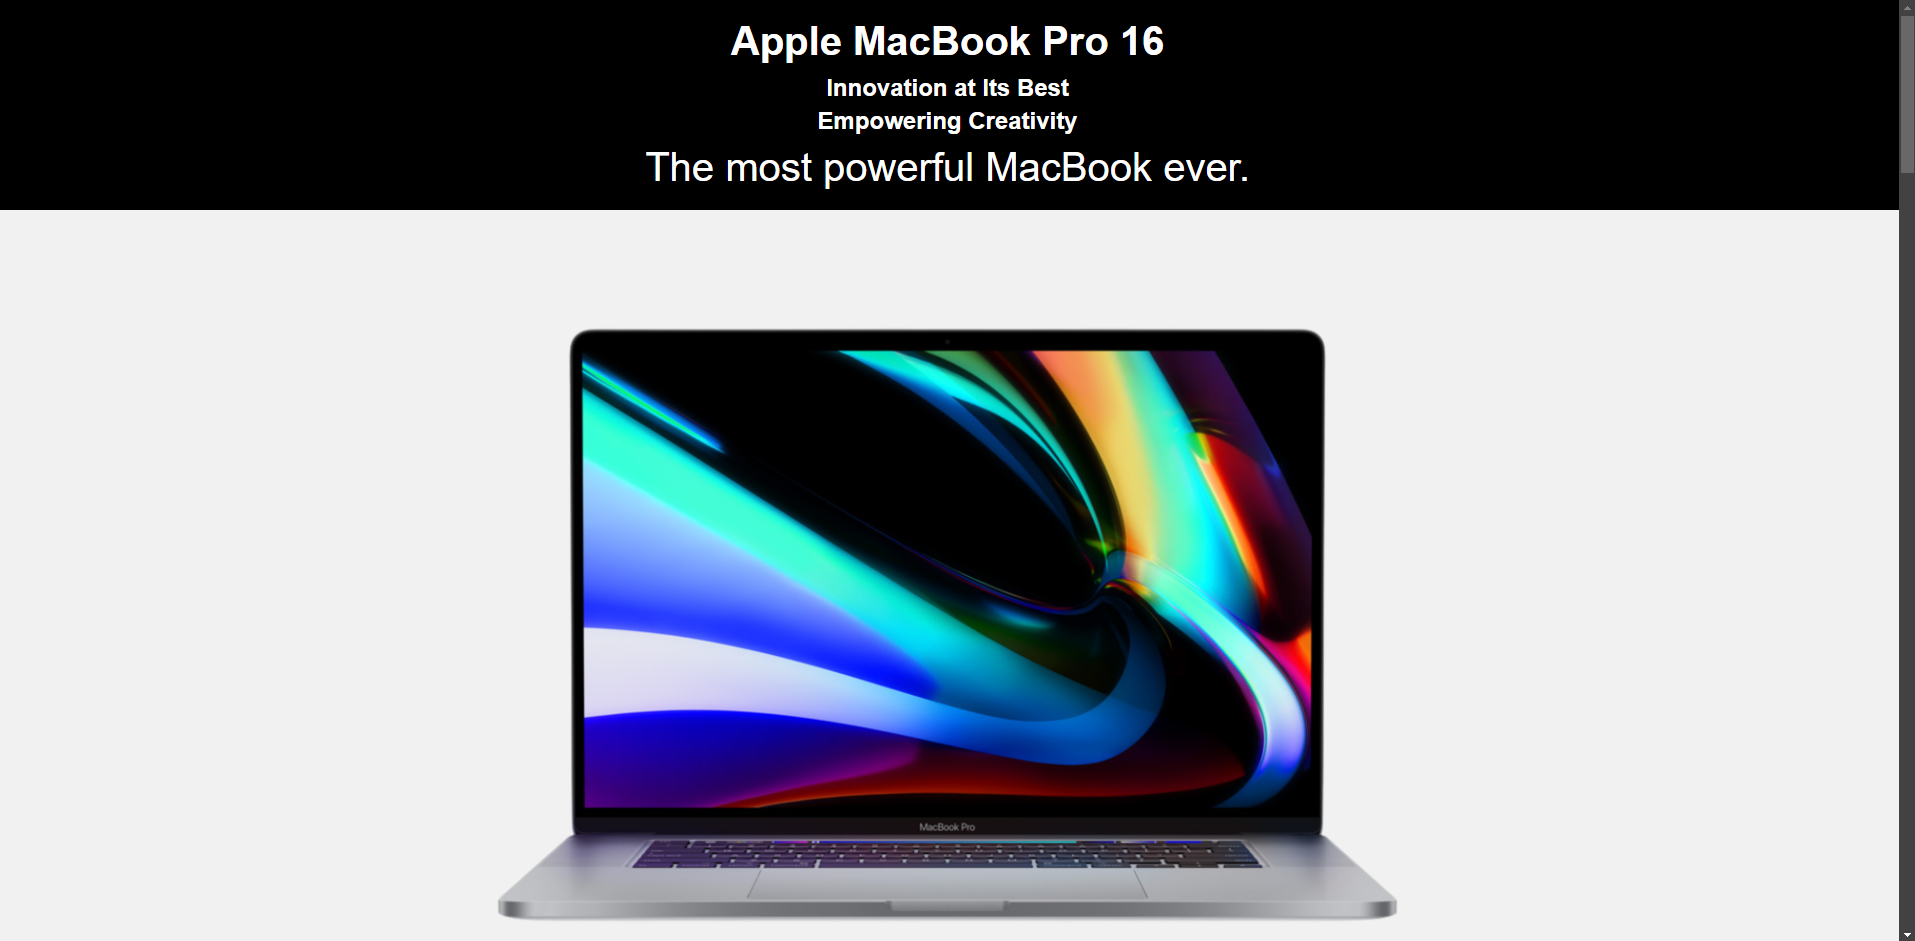 Apple MacBook Pro 16
Innovation at Its Best
Empowering Creativity
The most powerful MacBook ever.
MacBook Pro